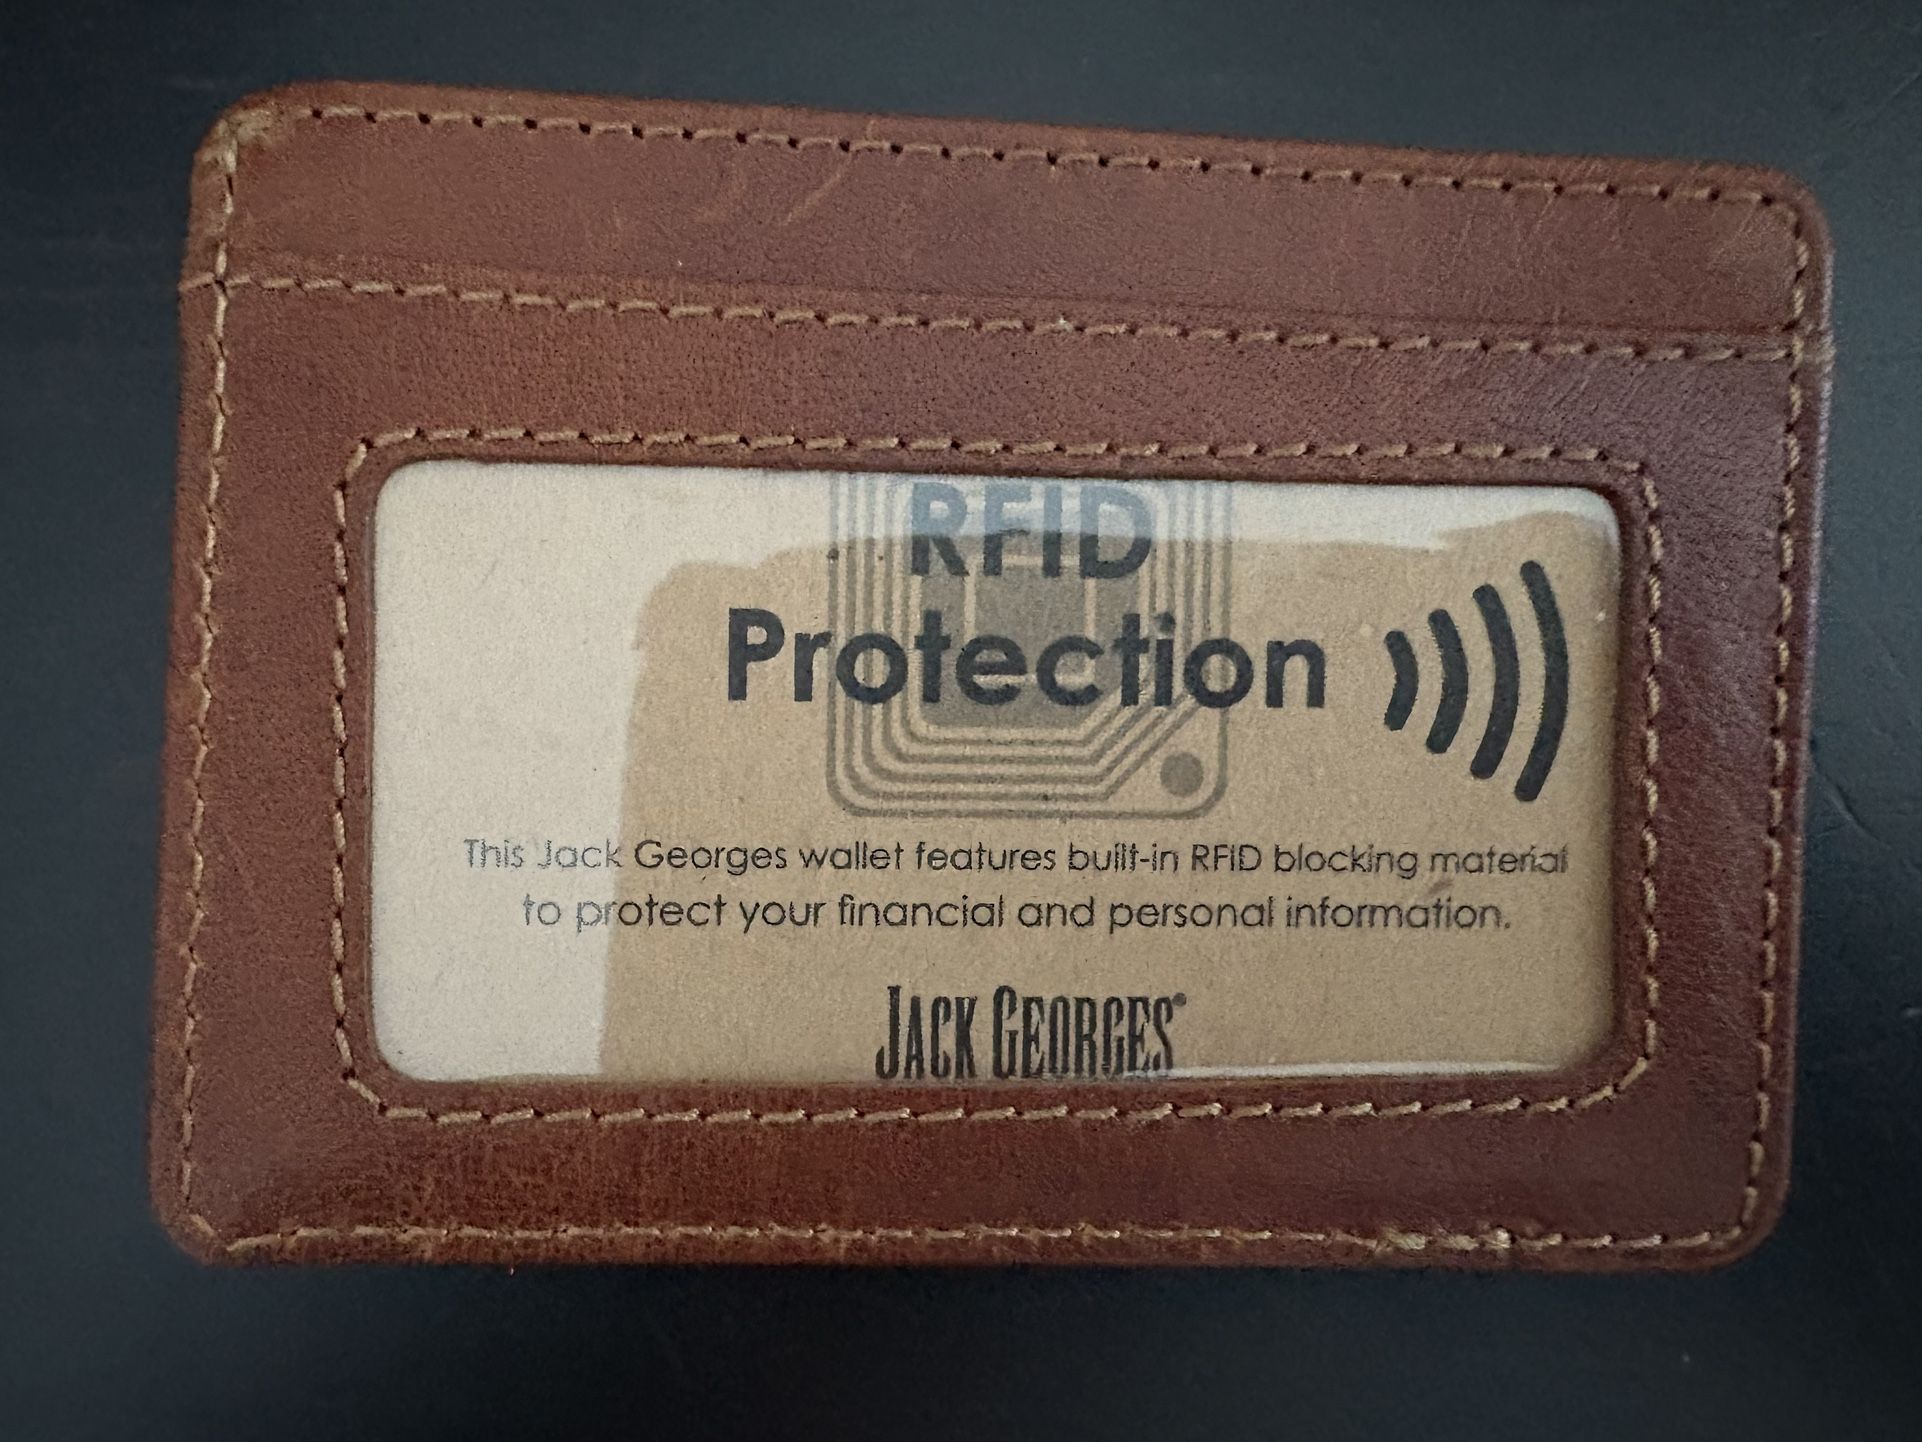 RFID
Protection
This Jack Georges wallet features built-in RFID blocking material
to protect your financial and personal information.
JACK GEORGES®